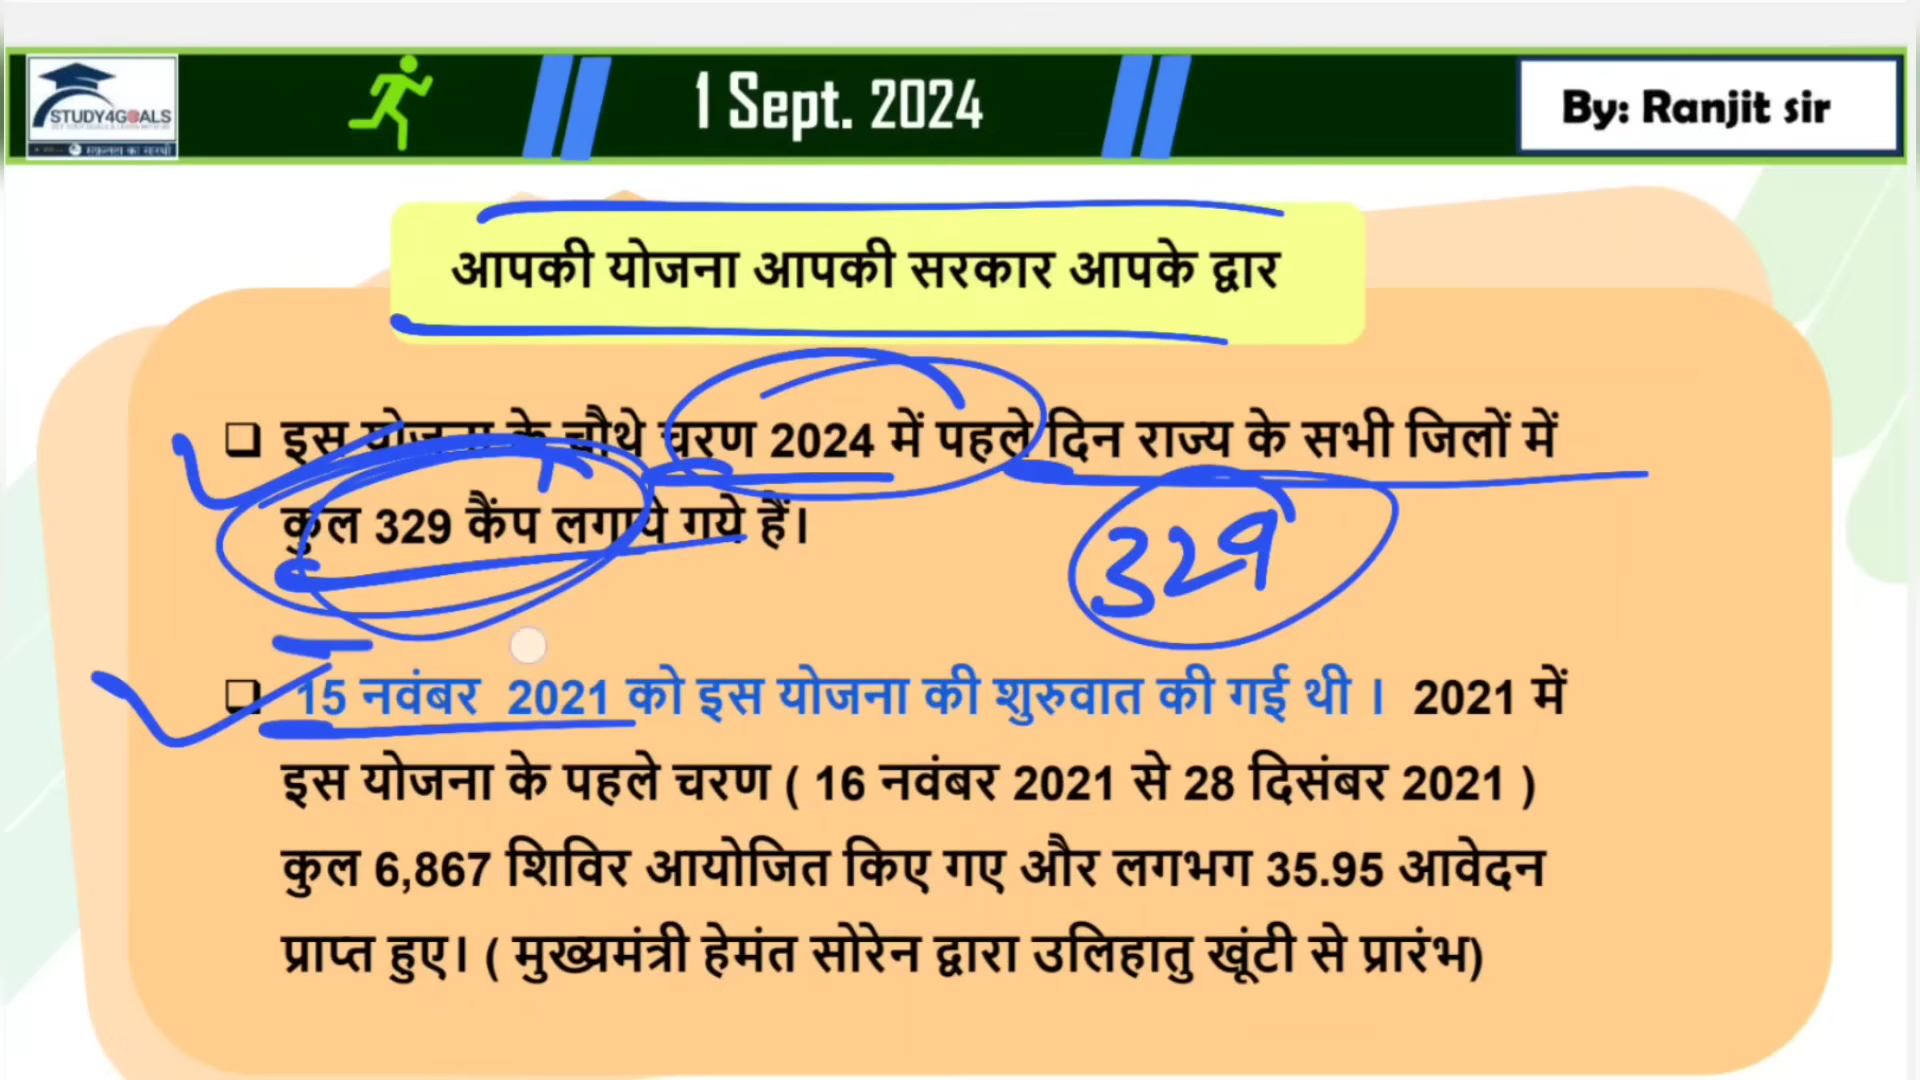 STUDY4GOALS
1 Sept. 2024
By: Ranjit sir
आपकी योजना आपकी सरकार आपके द्वार
इस योजना के चौथे चरण 2024 में पहले दिन राज्य के सभी जिलों में
कुल 329 कैंप लगाये गये हैं।
329
15 नवंबर 2021 को इस योजना की शुरुवात की गई थी । 2021 में
इस योजना के पहले चरण ( 16 नवंबर 2021 से 28 दिसंबर 2021 )
कुल 6,867 शिविर आयोजित किए गए और लगभग 35.95 आवेदन
प्राप्त हुए। ( मुख्यमंत्री हेमंत सोरेन द्वारा उलिहातु खूंटी से प्रारंभ)